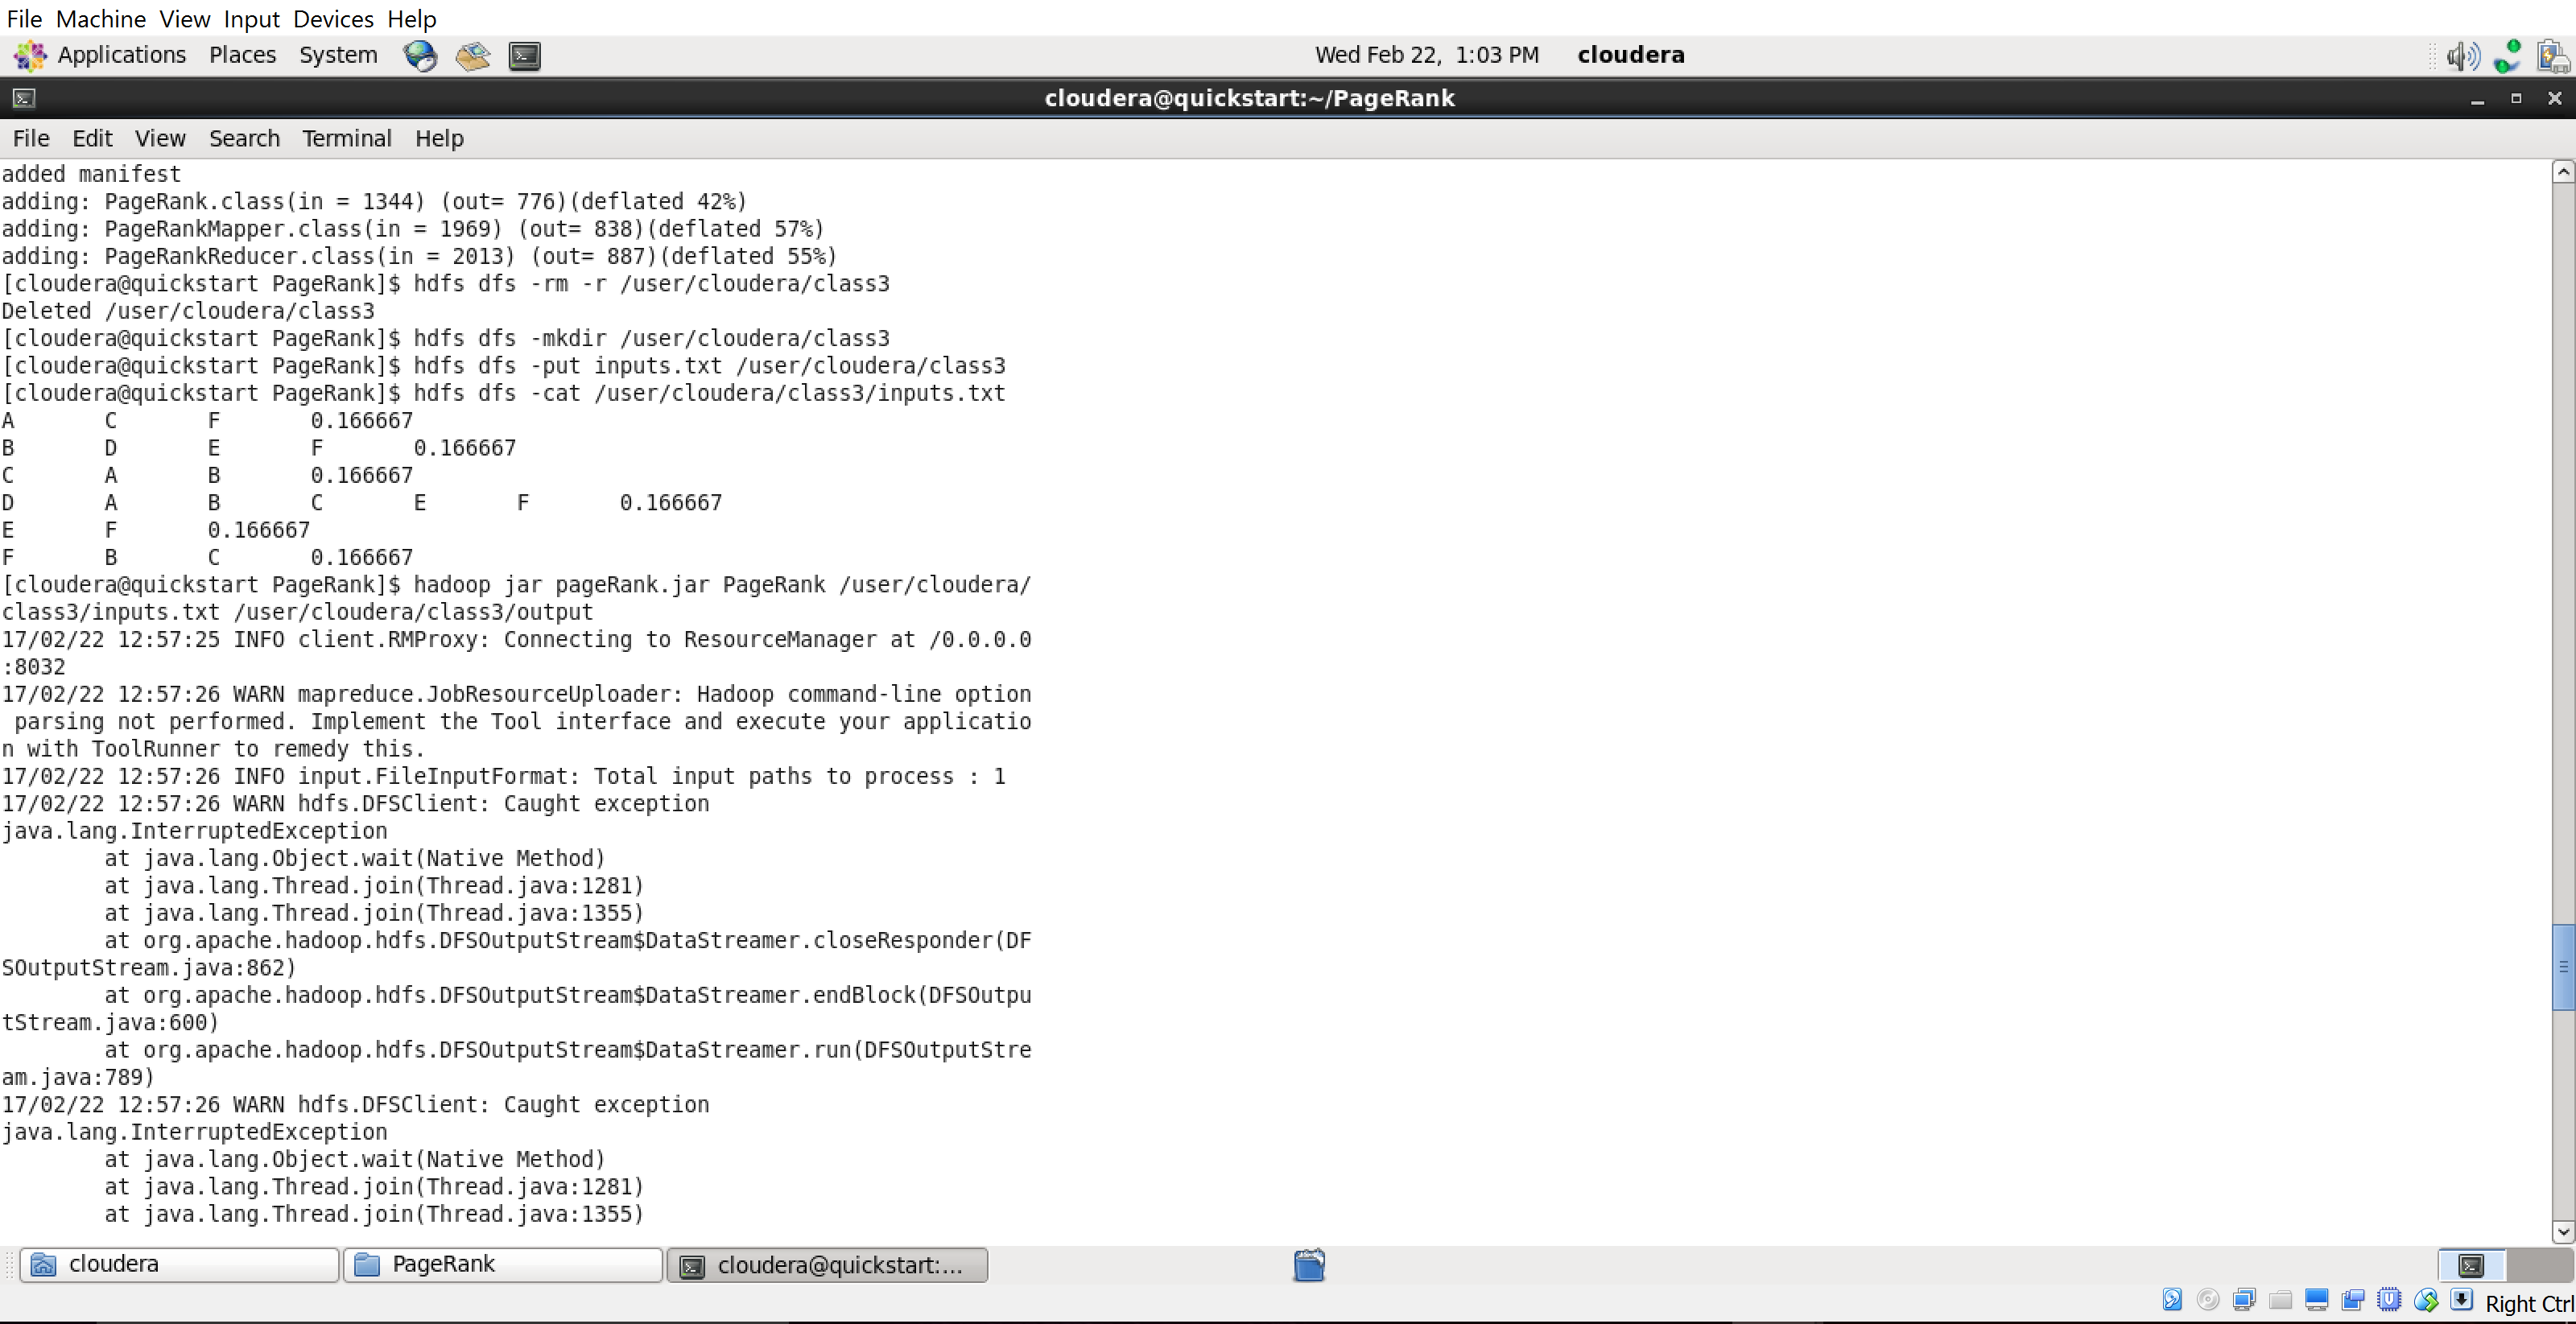 File Machine View Input Devices Help
Applications Places System Wed Feb 22, 1:03 PM cloudera
cloudera@quickstart:~/PageRank
File Edit View Search Terminal Help
added manifest
adding: PageRank.class(in = 1344) (out= 776)(deflated 42%)
adding: PageRankMapper.class(in = 1969) (out= 838)(deflated 57%)
adding: PageRankReducer.class(in = 2013) (out= 887)(deflated 55%)
[cloudera@quickstart PageRank]$ hdfs dfs -rm -r /user/cloudera/class3
Deleted /user/cloudera/class3
[cloudera@quickstart PageRank]$ hdfs dfs -mkdir /user/cloudera/class3
[cloudera@quickstart PageRank]$ hdfs dfs -put inputs.txt /user/cloudera/class3
[cloudera@quickstart PageRank]$ hdfs dfs -cat /user/cloudera/class3/inputs.txt
A C F 0.166667
B D E F 0.166667
C A B 0.166667
D A B C E F 0.166667
E F 0.166667
F B C 0.166667
[cloudera@quickstart PageRank]$ hadoop jar pageRank.jar PageRank /user/cloudera/
class3/inputs.txt /user/cloudera/class3/output
17/02/22 12:57:25 INFO client.RMProxy: Connecting to ResourceManager at /0.0.0.0
:8032
17/02/22 12:57:26 WARN mapreduce.JobResourceUploader: Hadoop command-line option
 parsing not performed. Implement the Tool interface and execute your applicatio
n with ToolRunner to remedy this.
17/02/22 12:57:26 INFO input.FileInputFormat: Total input paths to process : 1
17/02/22 12:57:26 WARN hdfs.DFSClient: Caught exception
java.lang.InterruptedException
at java.lang.Object.wait(Native Method)
at java.lang.Thread.join(Thread.java:1281)
at java.lang.Thread.join(Thread.java:1355)
at org.apache.hadoop.hdfs.DFSOutputStream$DataStreamer.closeResponder(DF
SOutputStream.java:862)
at org.apache.hadoop.hdfs.DFSOutputStream$DataStreamer.endBlock(DFSOutpu
tStream.java:600)
at org.apache.hadoop.hdfs.DFSOutputStream$DataStreamer.run(DFSOutputStre
am.java:789)
17/02/22 12:57:26 WARN hdfs.DFSClient: Caught exception
java.lang.InterruptedException
at java.lang.Object.wait(Native Method)
at java.lang.Thread.join(Thread.java:1281)
at java.lang.Thread.join(Thread.java:1355)
cloudera PageRank cloudera@quickstart:...
Right Ctrl